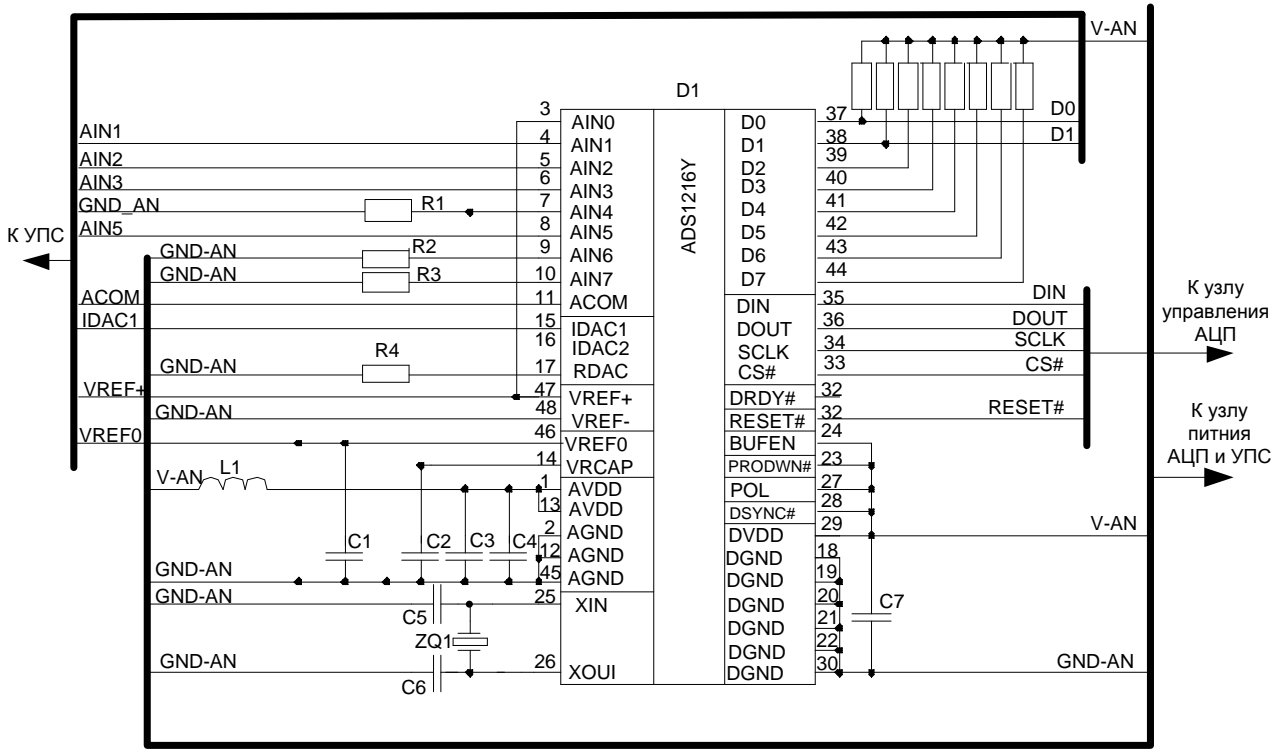 V-AN
D1
D0
D1
AIN1
AIN2
AIN3
GND_AN
R1
AIN5
К УПС
GND-AN
R2
GND-AN
R3
ACOM
IDAC1
GND-AN
R4
VREF+
GND-AN
VREF0
V-AN
L1
C1
C2
C3
C4
GND-AN
GND-AN
C5
ZQ1
GND-AN
C6
3
4
5
6
7
8
9
10
11
15
16
17
47
48
46
14
1
13
2
12
45
25
26
AIN0
AIN1
AIN2
AIN3
AIN4
AIN5
AIN6
AIN7
ACOM
IDAC1
IDAC2
RDAC
VREF+
VREF-
VREF0
VRCAP
AVDD
AVDD
AGND
AGND
AGND
XIN
XOUI
ADS1216Y
D0
D1
D2
D3
D4
D5
D6
D7
DIN
DOUT
SCLK
CS#
DRDY#
RESET#
BUFEN
PRODWN#
POL
DSYNC#
DVDD
DGND
DGND
DGND
DGND
DGND
DGND
37
38
39
40
41
42
43
44
35
36
34
33
32
32
24
23
27
28
29
18
19
20
21
22
30
DIN
DOUT
SCLK
CS#
RESET#
V-AN
C7
GND-AN
К узлу
управления
АЦП
К узлу
питния
АЦП и УПС